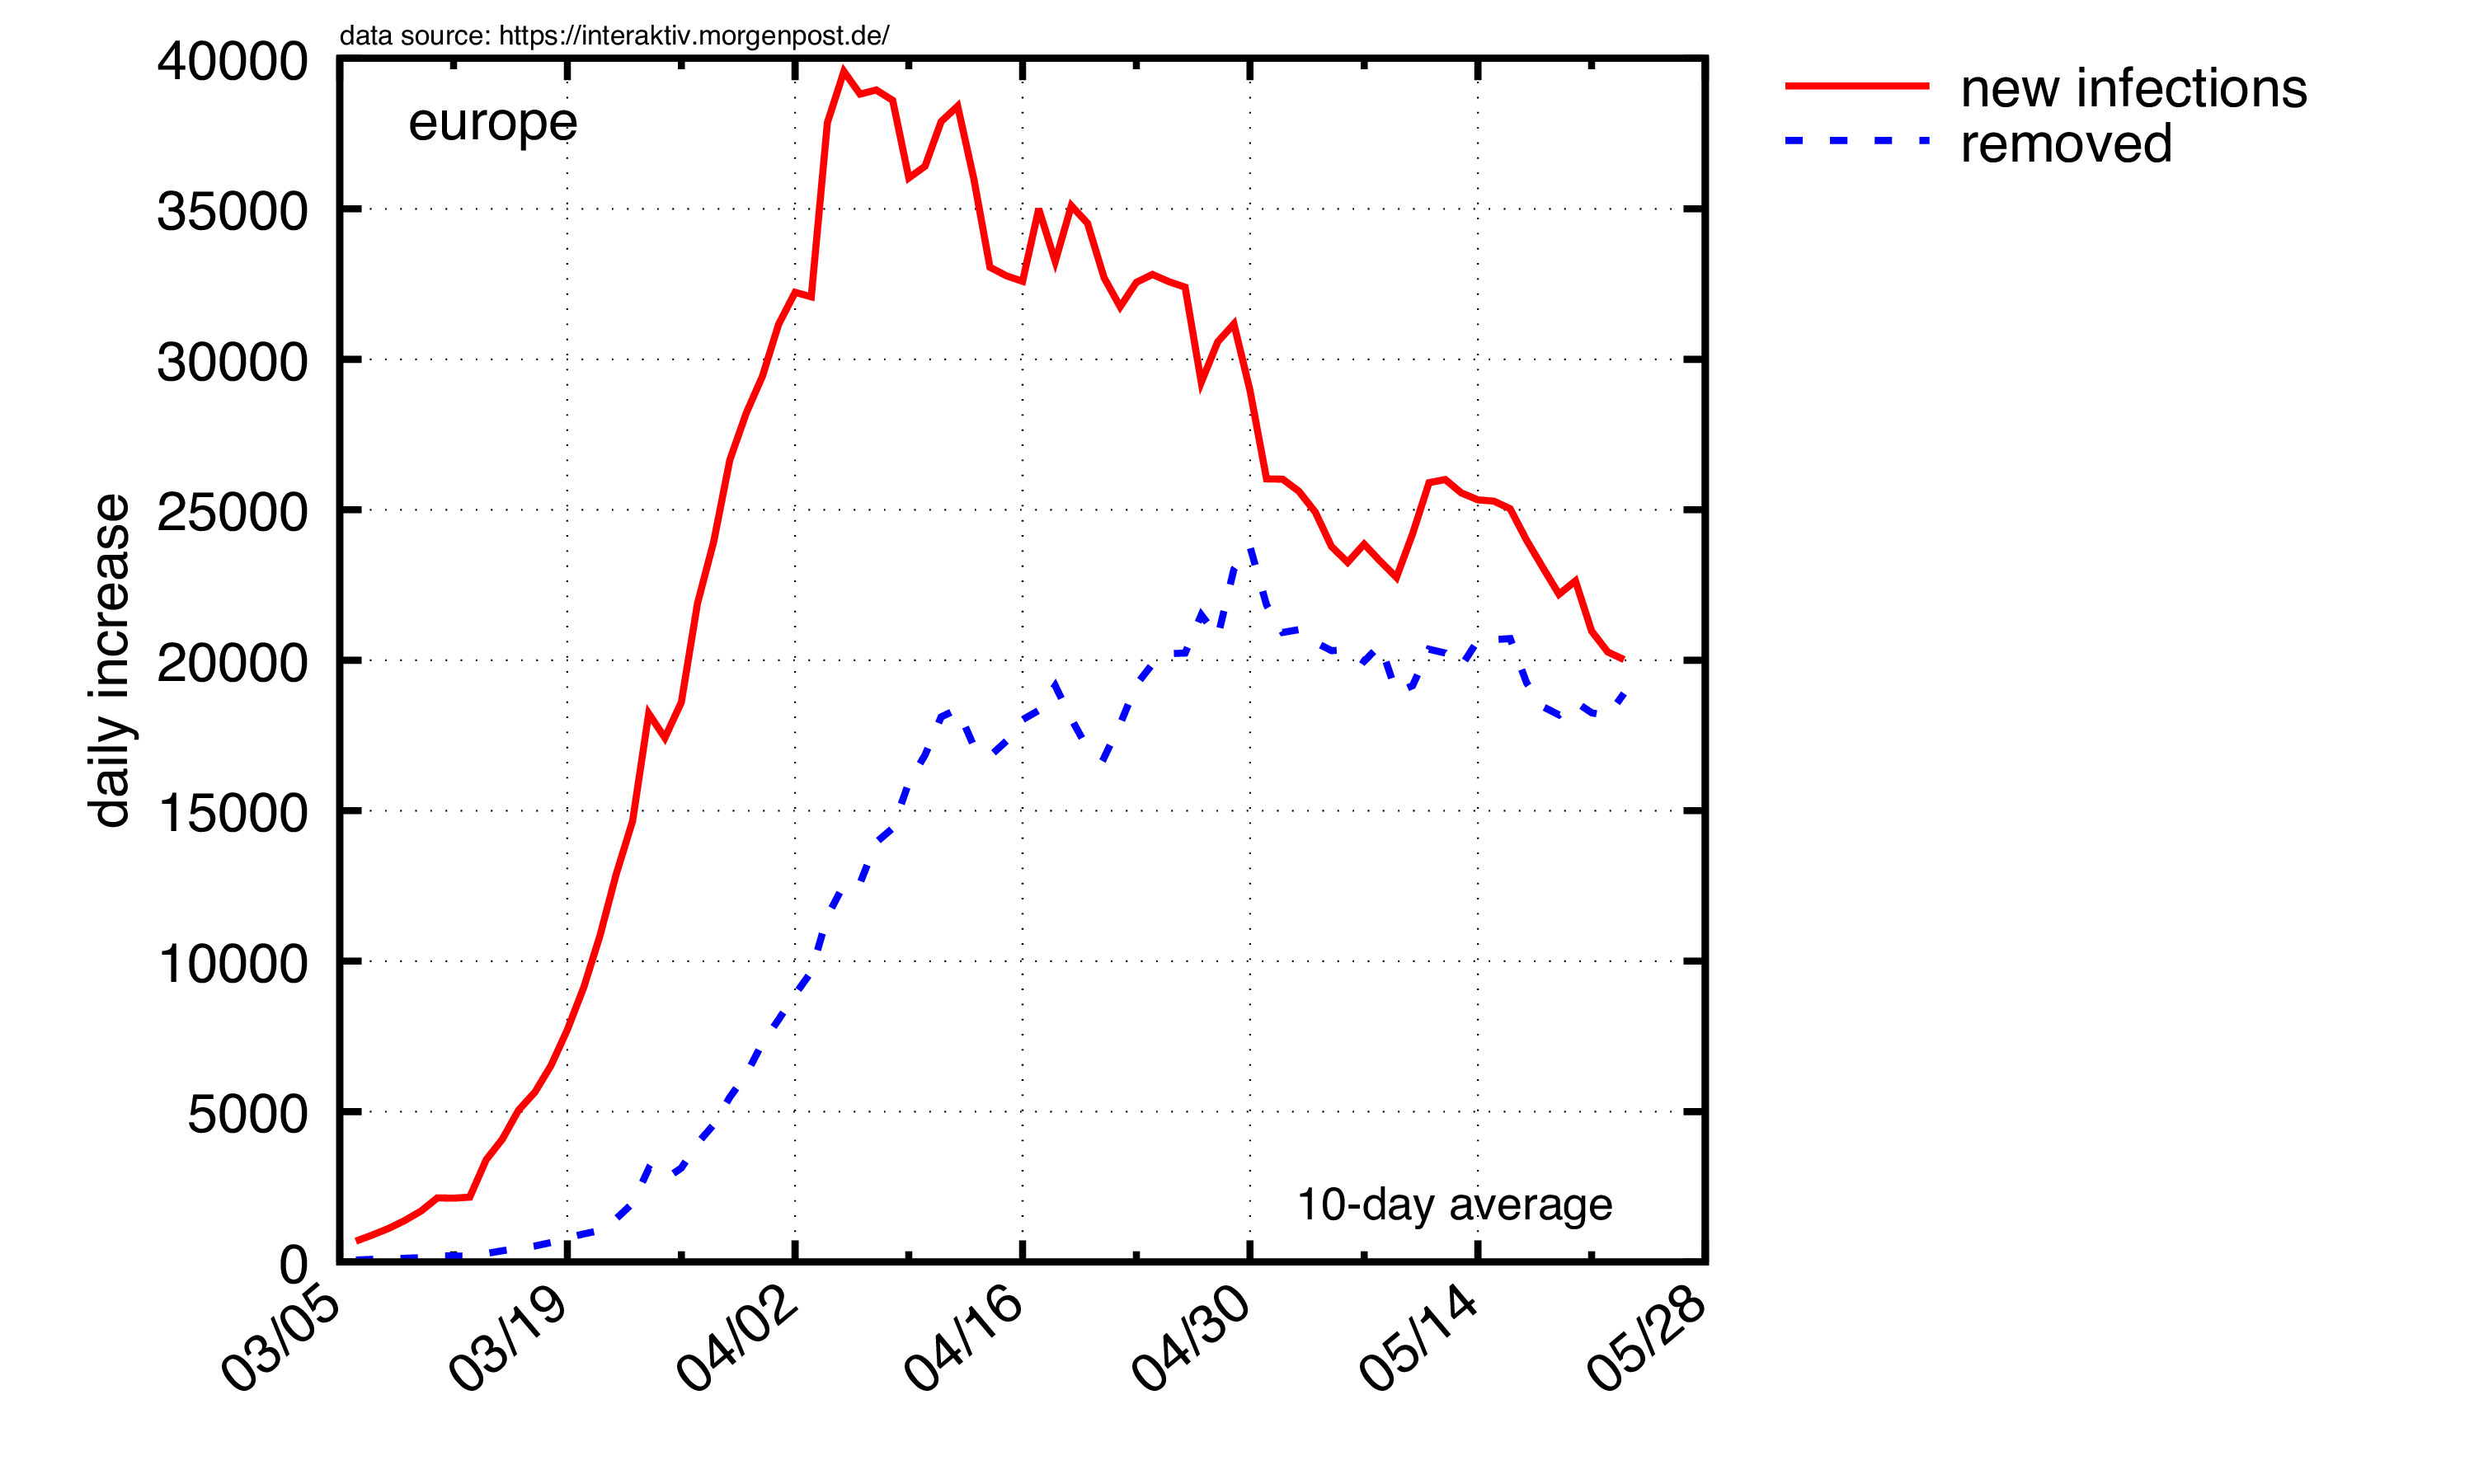 data source: https://interaktiv.morgenpost.de/
europe
new infections
removed
daily increase
40000
35000
30000
25000
20000
15000
10000
5000
0
10-day average
03/05
03/19
04/02
04/16
04/30
05/14
05/28